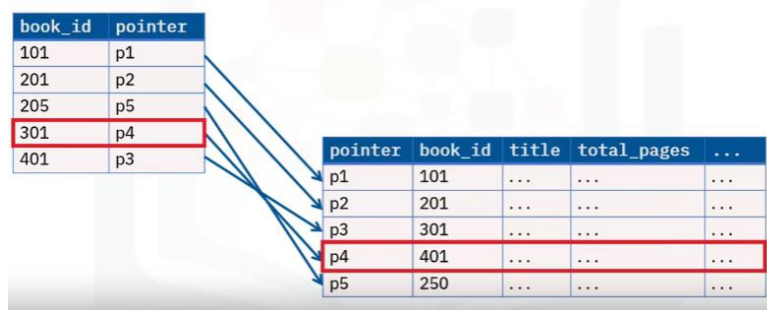 book_id pointer
101 p1
201 p2
205 p5
301 p4
401 p3
pointer book_id title total_pages ...
p1 101 ... ... ...
p2 201 ... ... ...
p3 301 ... ... ...
p4 401 ... ... ...
p5 250 ... ... ...